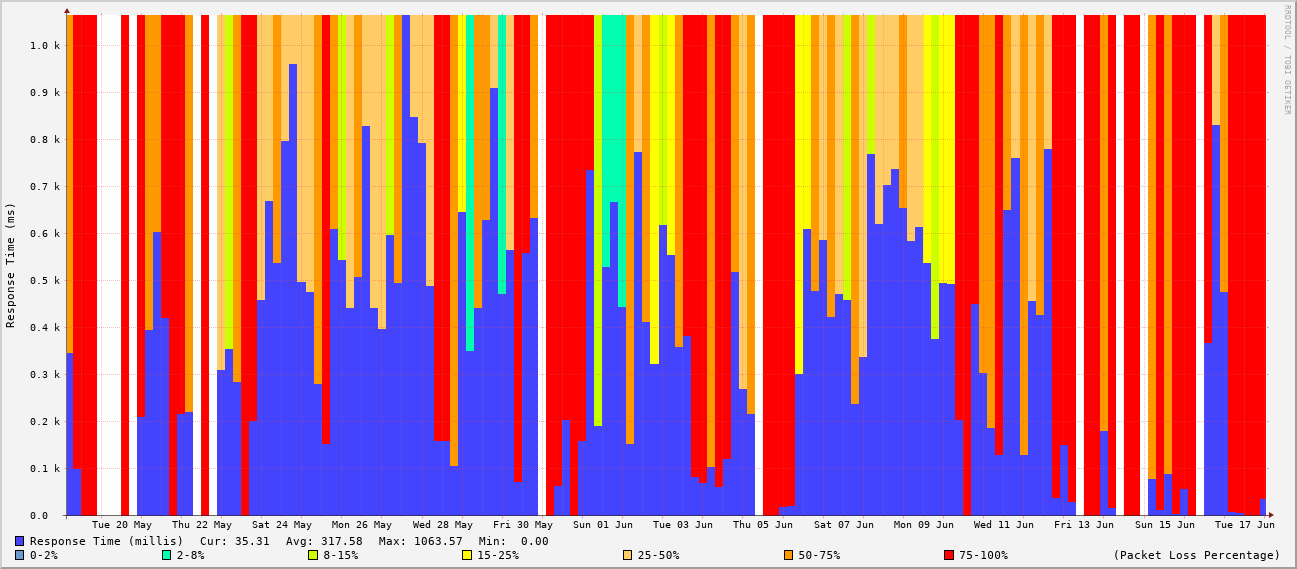 RRDTOOL / TOBI OETIKER
Response Time (ms)
1.0 k
0.9 k
0.8 k
0.7 k
0.6 k
0.5 k
0.4 k
0.3 k
0.2 k
0.1 k
0.0
Tue 20 May Thu 22 May Sat 24 May Mon 26 May Wed 28 May Fri 30 May Sun 01 Jun Tue 03 Jun Thu 05 Jun Sat 07 Jun Mon 09 Jun Wed 11 Jun Fri 13 Jun Sun 15 Jun Tue 17 Jun
Response Time (millis) Cur: 35.31 Avg: 317.58 Max: 1063.57 Min: 0.00
0-2% 2-8% 8-15% 15-25% 25-50% 50-75% 75-100% (Packet Loss Percentage)